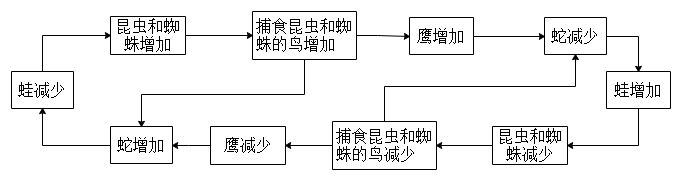 昆虫和蜘
蛛增加
捕食昆虫和蜘
蛛的鸟增加
鹰增加
蛇减少
蛙减少
蛙增加
蛇增加
鹰减少
捕食昆虫和蜘
蛛的鸟减少
昆虫和蜘
蛛减少